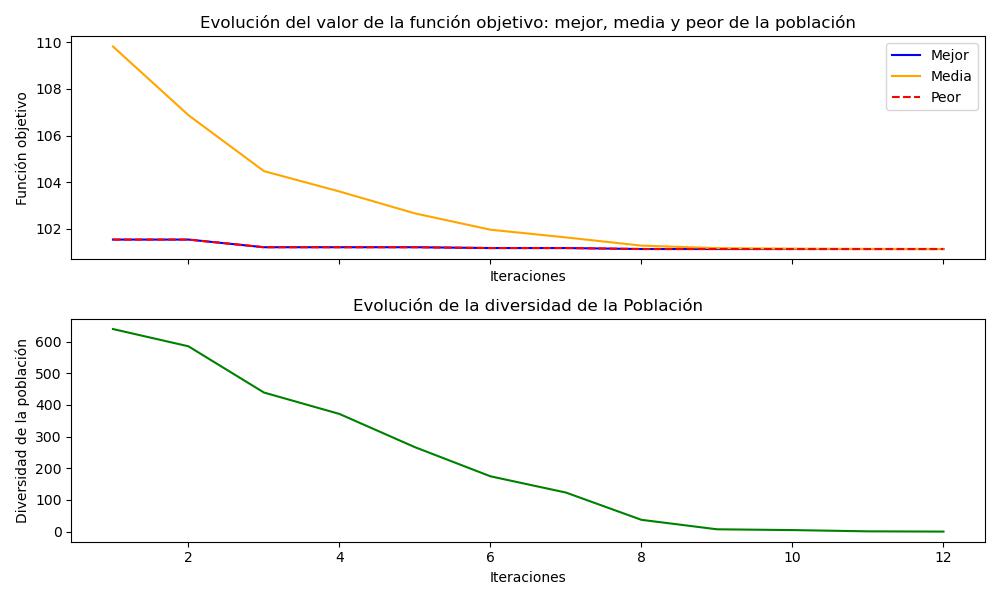 Evolución del valor de la función objetivo: mejor, media y peor de la población
110
108
106
104
102
Función objetivo
Mejor
Media
Peor
Iteraciones
Evolución de la diversidad de la Población
600
500
400
300
200
100
0
Diversidad de la población
2
4
6
8
10
12
Iteraciones